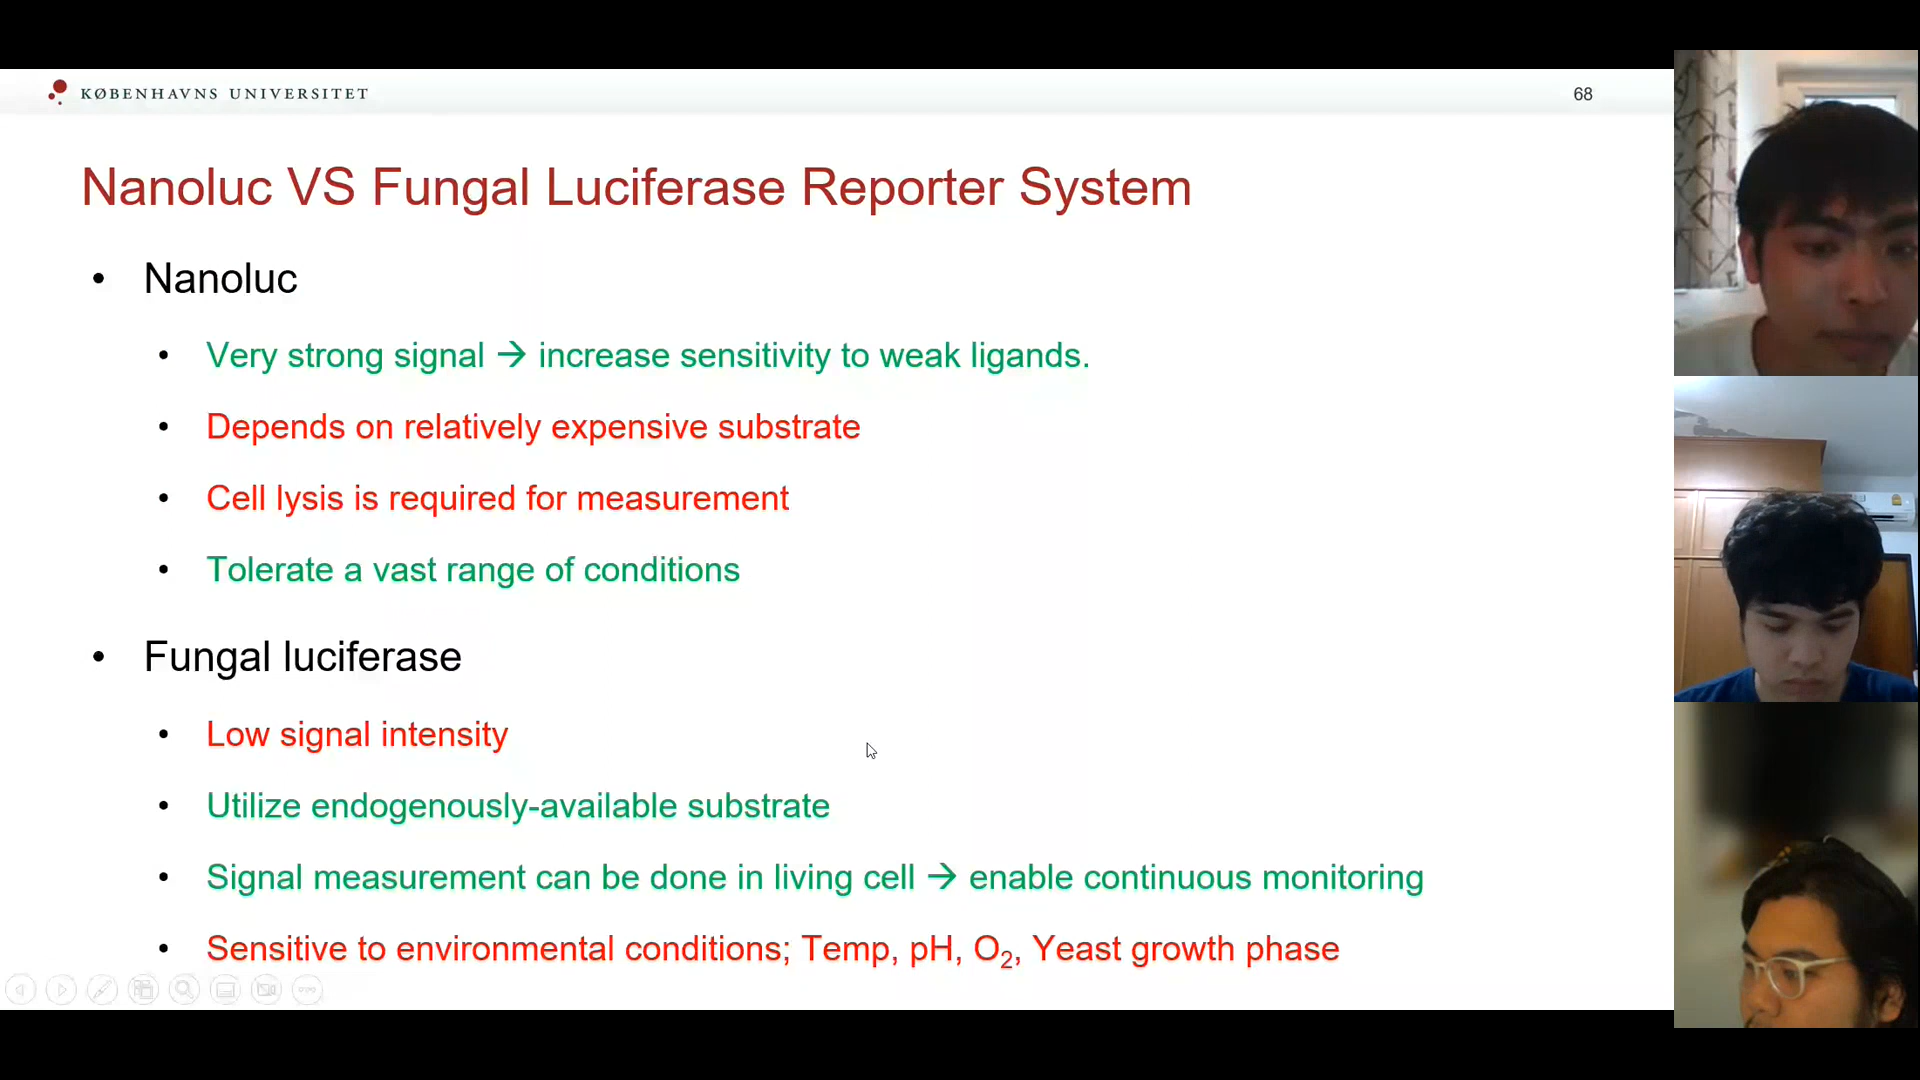 KØBENHAVNS UNIVERSITET
68
Nanoluc VS Fungal Luciferase Reporter System
• Nanoluc
• Very strong signal → increase sensitivity to weak ligands.
• Depends on relatively expensive substrate
• Cell lysis is required for measurement
• Tolerate a vast range of conditions
• Fungal luciferase
• Low signal intensity
• Utilize endogenously-available substrate
• Signal measurement can be done in living cell → enable continuous monitoring
• Sensitive to environmental conditions; Temp, pH, O₂, Yeast growth phase